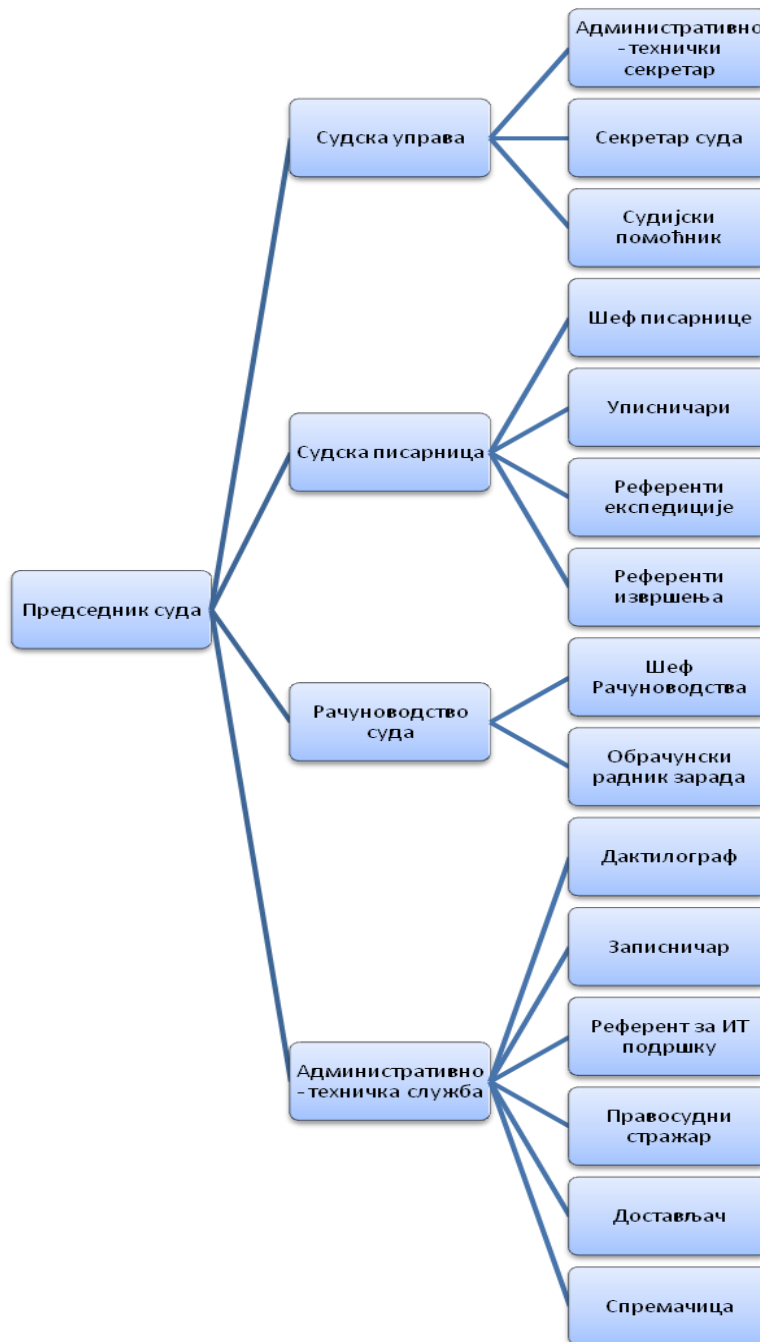 Административно
- технички
секретар
Судска управа
Секретар суда
Судијски
помоћник
Шеф писарнице
Уписничари
Судска писарница
Референти
експедиције
Референти
извршења
Председник суда
Шеф
Рачуноводства
Рачуноводство
суда
Обрачунски
радник зарада
Дактилограф
Записничар
Референт за ИТ
подршку
Административно
- техничка служба
Правосудни
стражар
Достављач
Спремачица